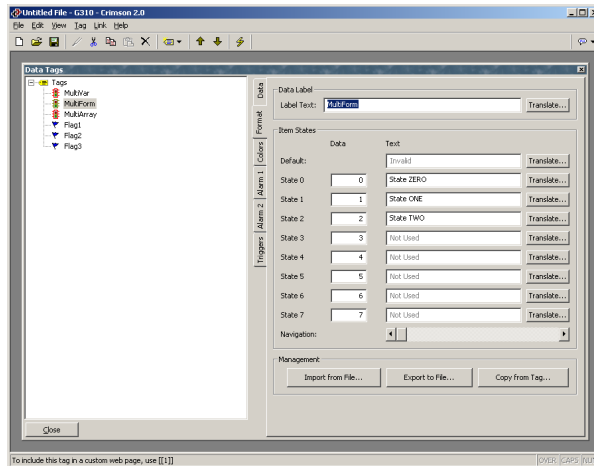 Untitled File - G310 - Crimson 2.0
File Edit View Tag Link Help
Data Tags
Tags
MultiVar
MultiForm
MultiArray
Flag1
Flag2
Flag3
Data
Format
Colors
Alarm 1
Alarm 2
Triggers
Data Label
Label Text: MultiForm Translate...
Item States
Data Text
Default: Invalid Translate...
State 0 0 State ZERO Translate...
State 1 1 State ONE Translate...
State 2 2 State TWO Translate...
State 3 3 Not Used Translate...
State 4 4 Not Used Translate...
State 5 5 Not Used Translate...
State 6 6 Not Used Translate...
State 7 7 Not Used Translate...
Navigation:
Management
Import from File... Export to File... Copy from Tag...
Close
To include this tag in a custom web page, use [[1]] OVER CAPS NU